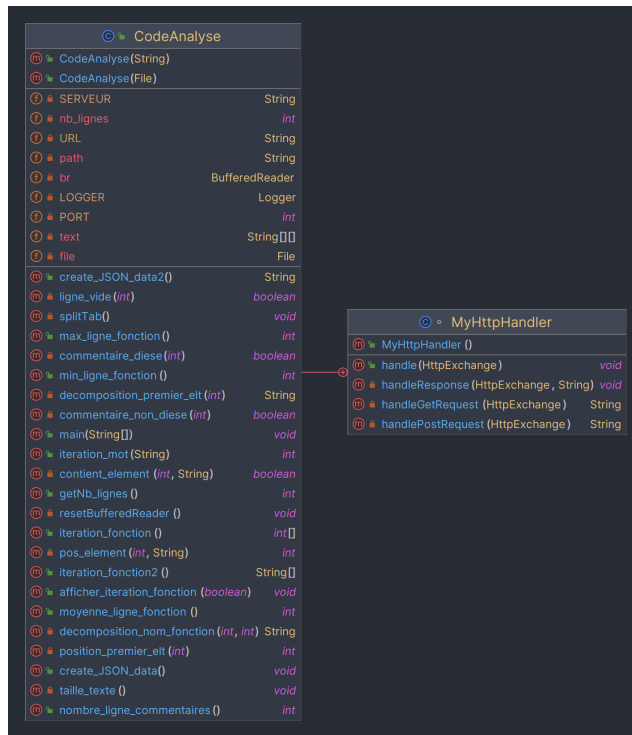 CodeAnalyse
CodeAnalyse(String)
CodeAnalyse(File)
SERVEUR String
nb_lignes int
URL String
path String
br BufferedReader
LOGGER Logger
PORT int
text String[][]
file File
create_JSON_data2() String
ligne_vide(int) boolean
splitTab() void
max_ligne_fonction() int
commentaire_diese(int) boolean
min_ligne_fonction() int
decomposition_premier_elt(int) String
commentaire_non_diese(int) boolean
main(String[]) void
iteration_mot(String) int
contient_element (int, String) boolean
getNb_lignes() int
resetBufferedReader() void
iteration_fonction() int[]
pos_element(int, String) int
iteration_fonction2() String[]
afficher_iteration_fonction (boolean) void
moyenne_ligne_fonction() int
decomposition_nom_fonction(int, int) String
position_premier_elt(int) int
create_JSON_data() void
taille_texte() void
nombre_ligne_commentaires() int
MyHttpHandler
MyHttpHandler()
handle(HttpExchange) void
handleResponse(HttpExchange, String) void
handleGetRequest(HttpExchange) String
handlePostRequest(HttpExchange) String